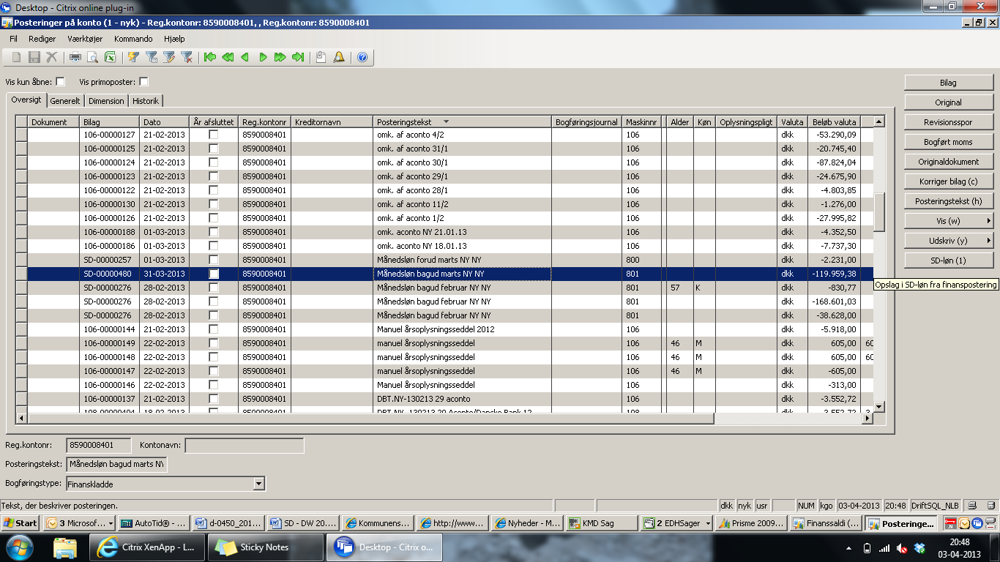 Desktop - Citrix online plug-in
Posteringer på konto (1 - nyk) - Reg.kontonr: 8590008401, , Reg.kontonr: 8590008401
Fil Rediger Værktøjer Kommando Hjælp
Vis kun åbne: Vis primoposter:
Oversigt Generelt Dimension Historik
Dokument Bilag Dato År afsluttet Reg.kontonr Kreditornavn Posteringstekst Bogføringsjournal Maskinnr Alder Køn Oplysningspligt Valuta Beløb valuta
106-00000127 21-02-2013 8590008401 omk. af aconto 4/2 106 dkk -53.290,09
106-00000125 21-02-2013 8590008401 omk. af aconto 31/1 106 dkk -20.745,40
106-00000124 21-02-2013 8590008401 omk. af aconto 30/1 106 dkk -87.824,04
106-00000123 21-02-2013 8590008401 omk. af aconto 29/1 106 dkk -24.675,90
106-00000122 21-02-2013 8590008401 omk. af aconto 28/1 106 dkk -4.803,85
106-00000130 21-02-2013 8590008401 omk. af aconto 11/2 106 dkk -1.276,00
106-00000126 21-02-2013 8590008401 omk. af aconto 1/2 106 dkk -27.995,82
106-00000188 01-03-2013 8590008401 omk. aconto NY 21.01.13 106 dkk -4.352,50
106-00000186 01-03-2013 8590008401 omk. aconto NY 18.01.13 106 dkk -7.737,30
SD-00000257 01-03-2013 8590008401 Månedsløn forud marts NY NY 800 dkk -2.231,00
SD-00000480 31-03-2013 8590008401 Månedsløn bagud marts NY NY 801 dkk -119.959,38
SD-00000276 28-02-2013 8590008401 Månedsløn bagud februar NY NY 801 57 K dkk -830,77
SD-00000276 28-02-2013 8590008401 Månedsløn bagud februar NY NY 801 dkk -168.601,03
SD-00000276 28-02-2013 8590008401 Månedsløn bagud februar NY NY 801 dkk -38.628,00
106-00000144 21-02-2013 8590008401 Manuel årsoplysningsseddel 2012 106 dkk -5.918,00
106-00000149 22-02-2013 8590008401 manuel årsoplysningsseddel 106 46 M dkk 605,00 60
106-00000148 22-02-2013 8590008401 manuel årsoplysningsseddel 106 46 M dkk 605,00 60
106-00000147 22-02-2013 8590008401 manuel årsoplysningsseddel 106 46 M dkk -605,00
106-00000146 22-02-2013 8590008401 Manuel årsoplysningsseddel 106 dkk -313,00
106-00000137 21-02-2013 8590008401 DBT.NY-130213 29 aconto 106 dkk -3.552,72
Bilag
Original
Revisionsspor
Bogført moms
Originaldokument
Korriger bilag (c)
Posteringstekst (h)
Vis (w)
Udskriv (y)
SD-løn (1)
Opslag i SD-løn fra finanspostering
Reg.kontonr: 8590008401 Kontonavn:
Posteringstekst: Månedsløn bagud marts NY
Bogføringstype: Finanskladde
Tekst, der beskriver posteringen. dkk nyk usr NUM kgo 03-04-2013 20:48 DriftSQL_NLB
Start 3 Microsof... AutoTid® - ... d-0450_201... SD - DW 20.... Kommunens... http://www... Nyheder - M... KMD Sag 2 EDHSager Prisme 2009... Finanssaldi (... Posteringe...
Citrix XenApp - L... Sticky Notes Desktop - Citrix o... 20:48
03-04-2013